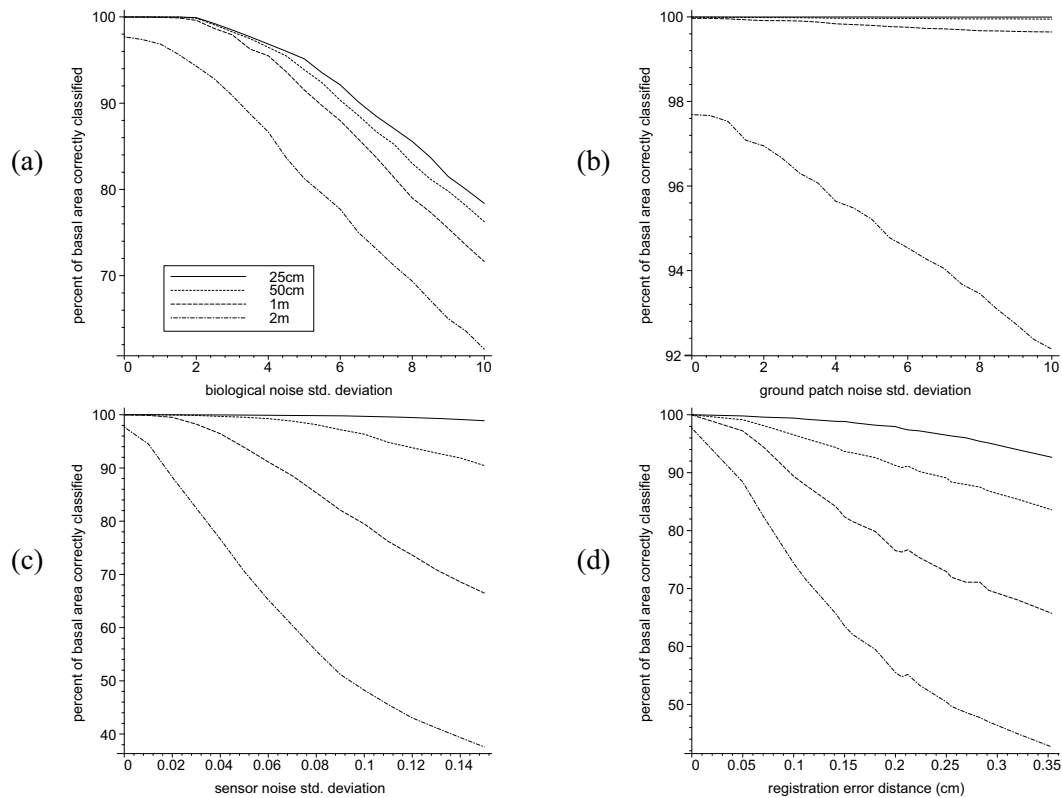 (a)
percent of basal area correctly classified
100
90
80
70
25cm
50cm
1m
2m
0 2 4 6 8 10
biological noise std. deviation
(b)
percent of basal area correctly classified
100
98
96
94
92
0 2 4 6 8 10
ground patch noise std. deviation
(c)
percent of basal area correctly classified
100
90
80
70
60
50
40
0 0.02 0.04 0.06 0.08 0.1 0.12 0.14
sensor noise std. deviation
(d)
percent of basal area correctly classified
100
90
80
70
60
50
0 0.05 0.1 0.15 0.2 0.25 0.3 0.35
registration error distance (cm)